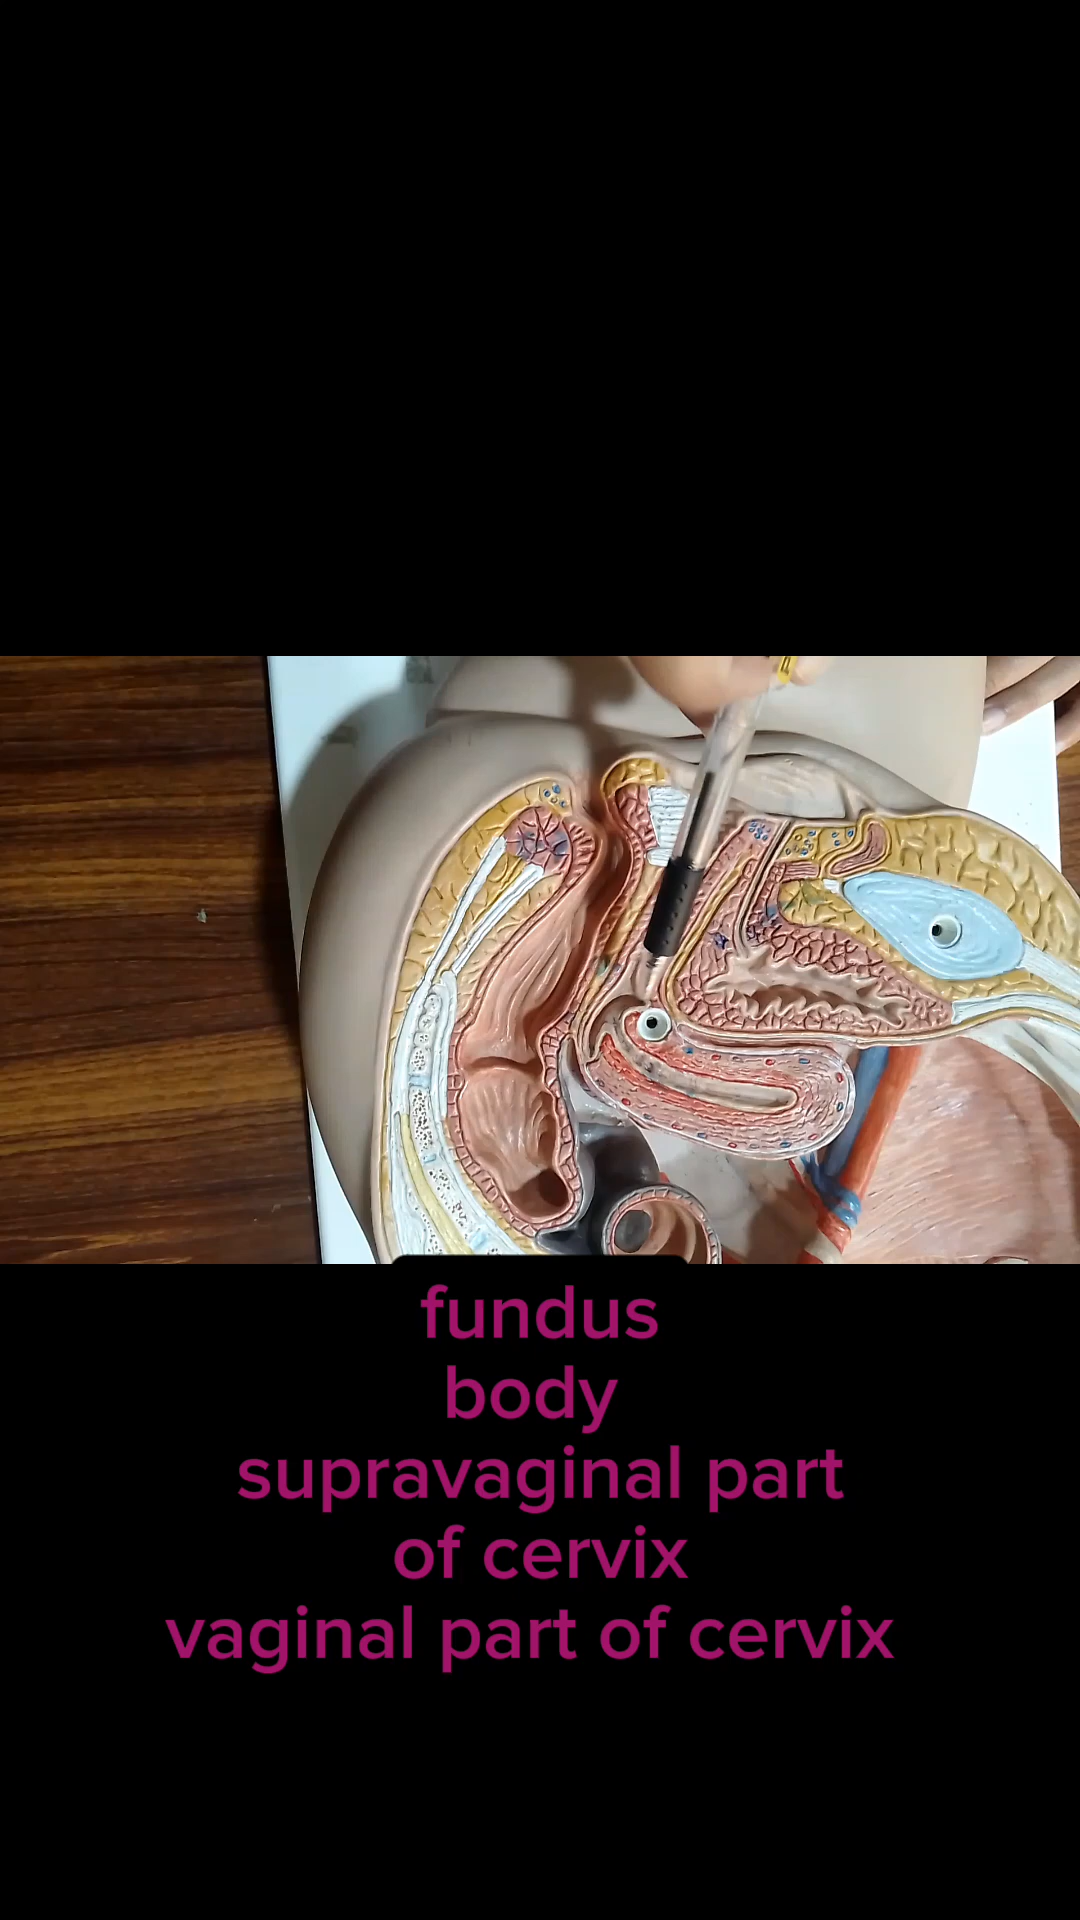 fundus
body
supravaginal part
of cervix
vaginal part of cervix